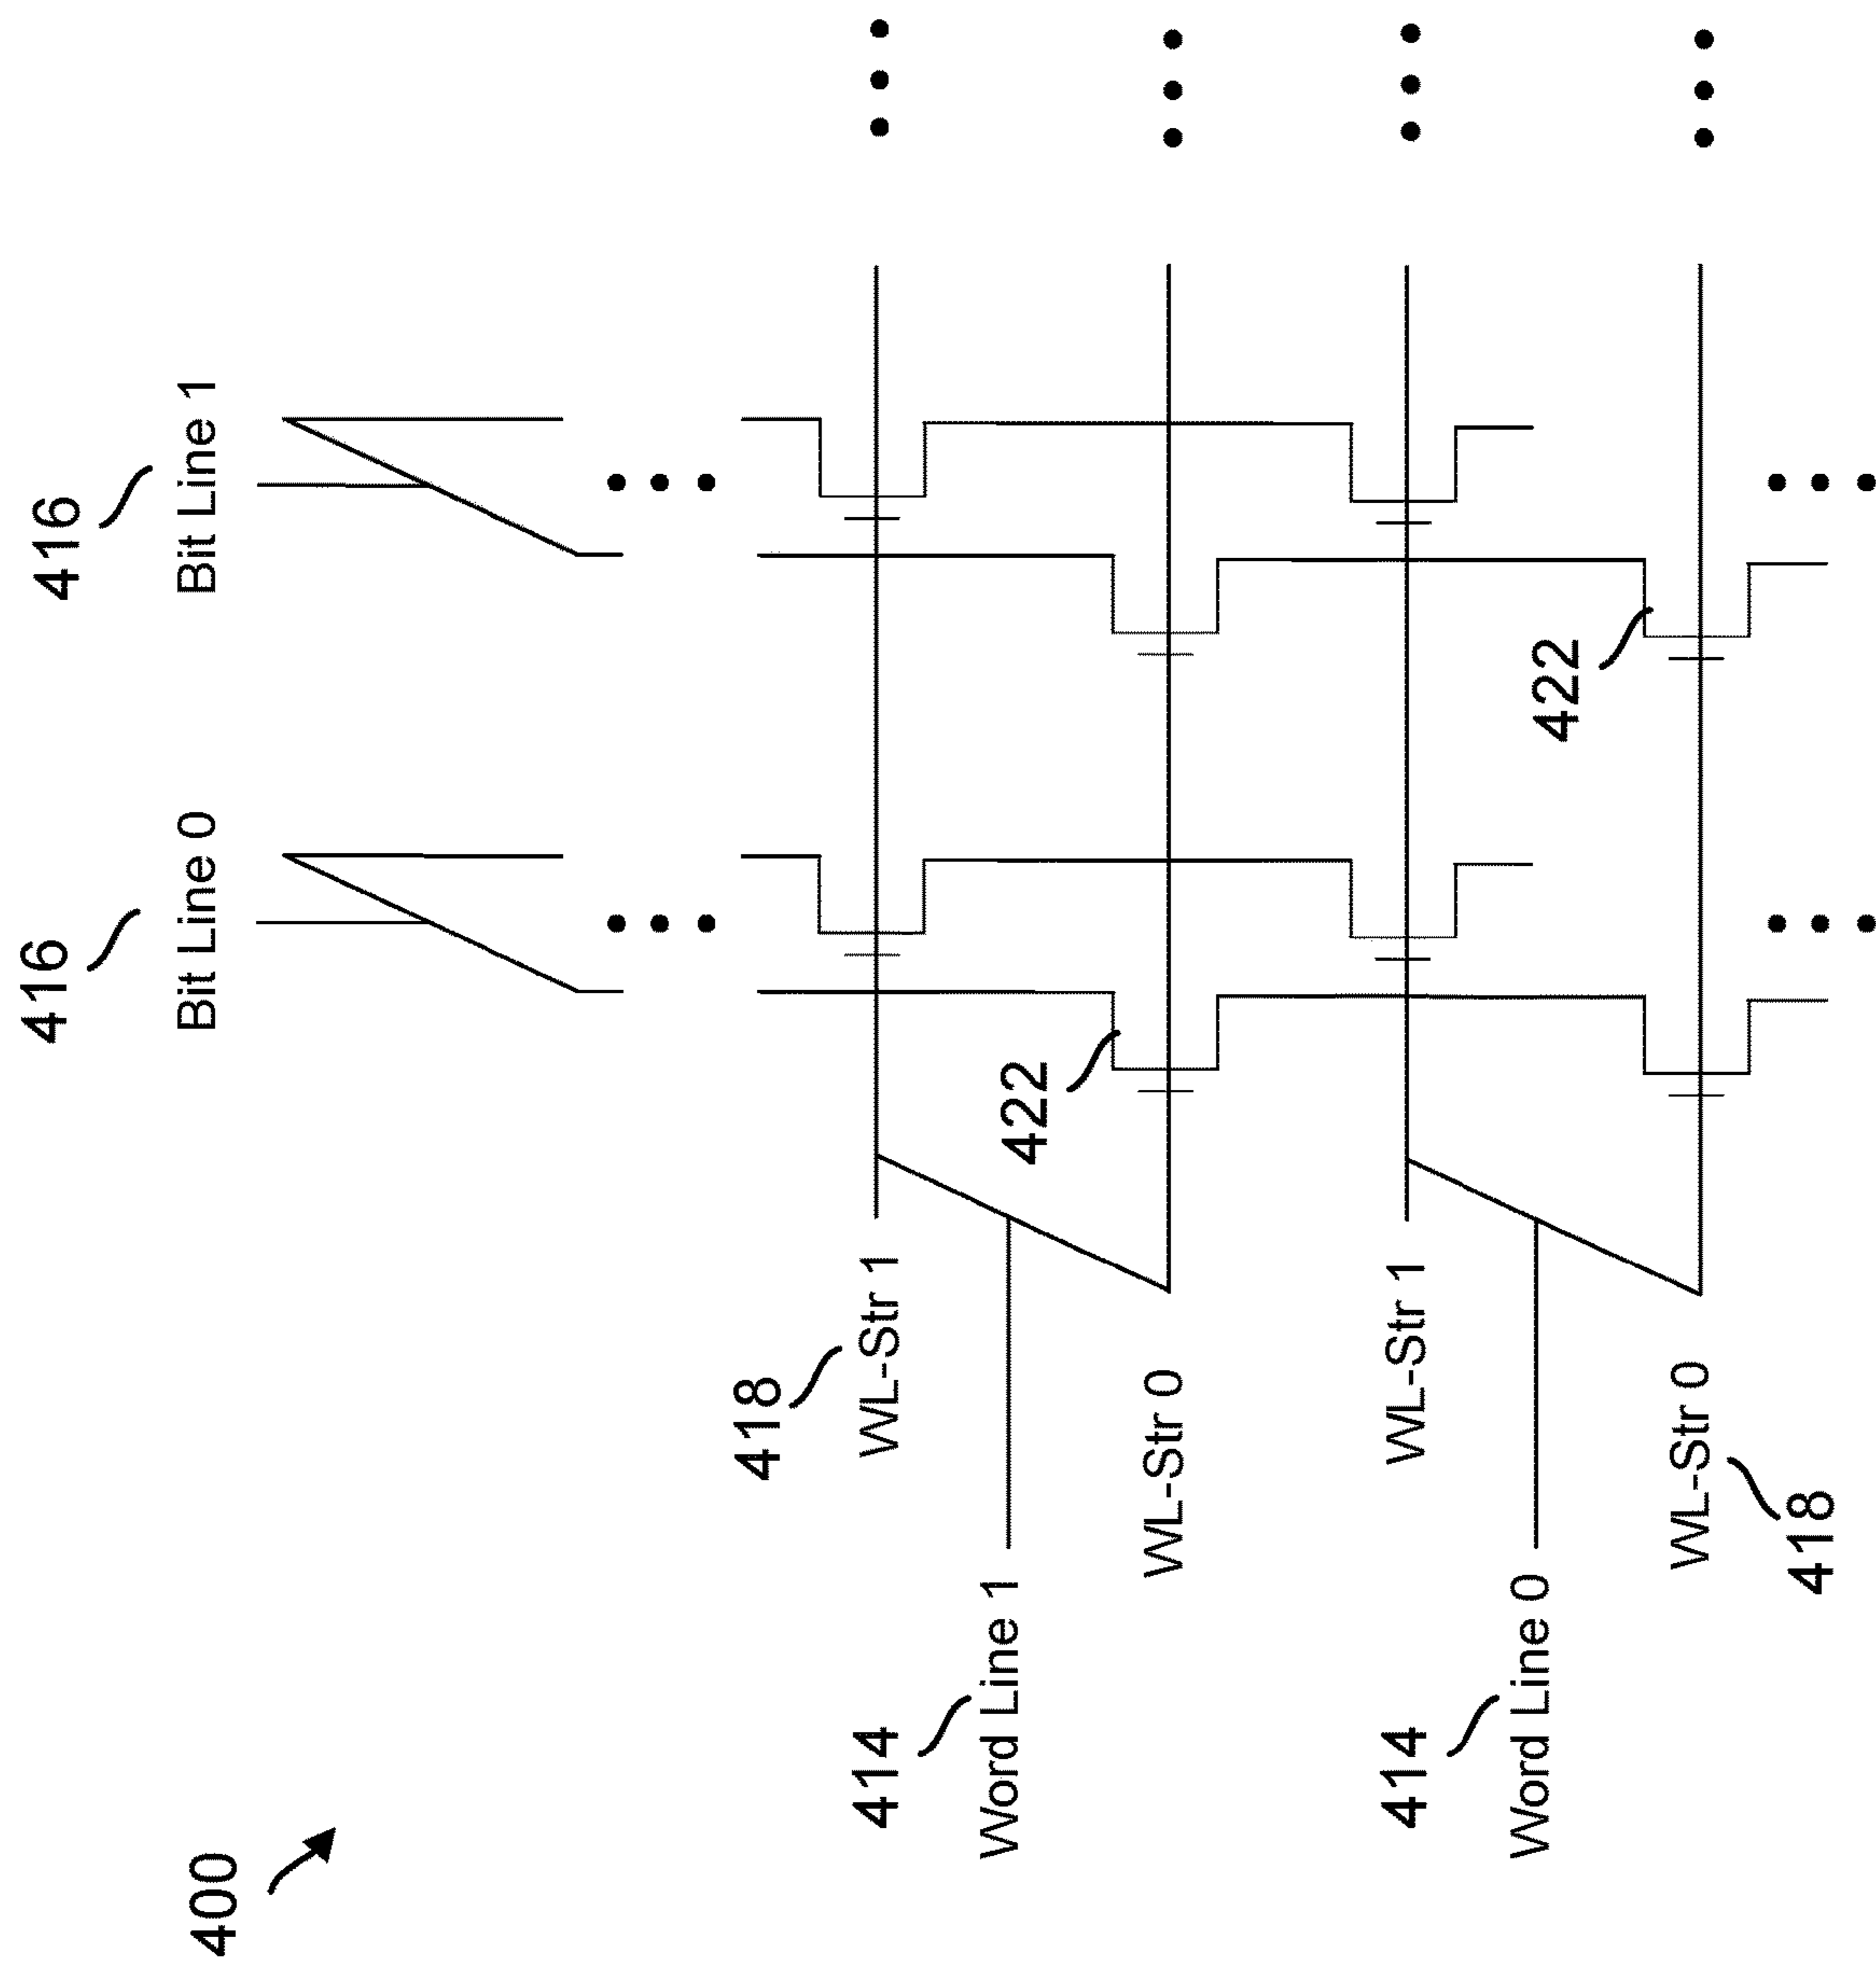 416
Bit Line 0
416
Bit Line 1
400
418
WL-Str 1
414
Word Line 1
422
WL-Str 0
414
WL-Str 1
Word Line 0
422
WL-Str 0
418